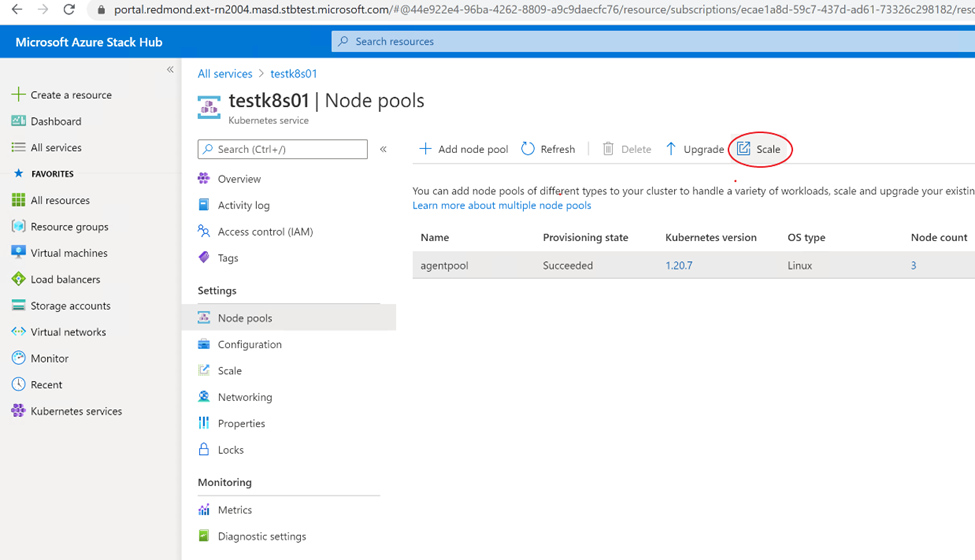 portal.redmond.ext-rn2004.masd.stbtest.microsoft.com/#@44e922e4-96ba-4262-8809-a9c9daecfc76/resource/subscriptions/ecae1a8d-59c7-437d-ad61-73326c298182/reso
Microsoft Azure Stack Hub
Search resources
«
Create a resource
Dashboard
All services
FAVORITES
All resources
Resource groups
Virtual machines
Load balancers
Storage accounts
Virtual networks
Monitor
Recent
Kubernetes services
All services > testk8s01
testk8s01 | Node pools
Kubernetes service
Search (Ctrl+/)
«
Overview
Activity log
Access control (IAM)
Tags
Settings
Node pools
Configuration
Scale
Networking
Properties
Locks
Monitoring
Metrics
Diagnostic settings
Add node pool Refresh Delete Upgrade Scale
You can add node pools of different types to your cluster to handle a variety of workloads, scale and upgrade your existin
Learn more about multiple node pools
Name Provisioning state Kubernetes version OS type Node count
agentpool Succeeded 1.20.7 Linux 3